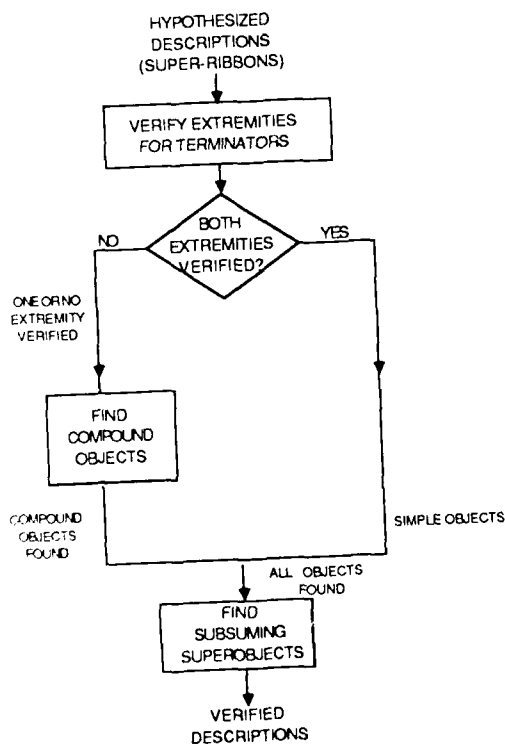 HYPOTHESIZED
DESCRIPTIONS
(SUPER-RIBBONS)
VERIFY EXTREMITIES
FOR TERMINATORS
BOTH
EXTREMITIES
VERIFIED?
NO
YES
ONE OR NO
EXTREMITY
VERIFIED
FIND
COMPOUND
OBJECTS
COMPOUND
OBJECTS
FOUND
SIMPLE OBJECTS
ALL OBJECTS
FOUND
FIND
SUBSUMING
SUPEROBJECTS
VERIFIED
DESCRIPTIONS